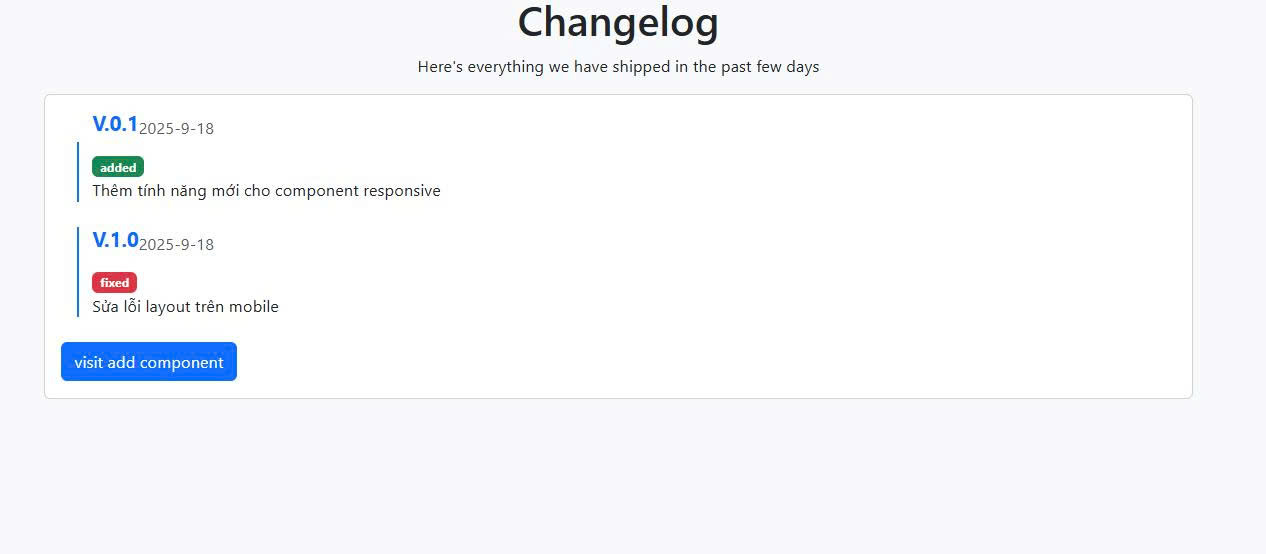 Changelog
Here's everything we have shipped in the past few days
V.0.1 2025-9-18
added
Thêm tính năng mới cho component responsive
V.1.0 2025-9-18
fixed
Sửa lỗi layout trên mobile
visit add component